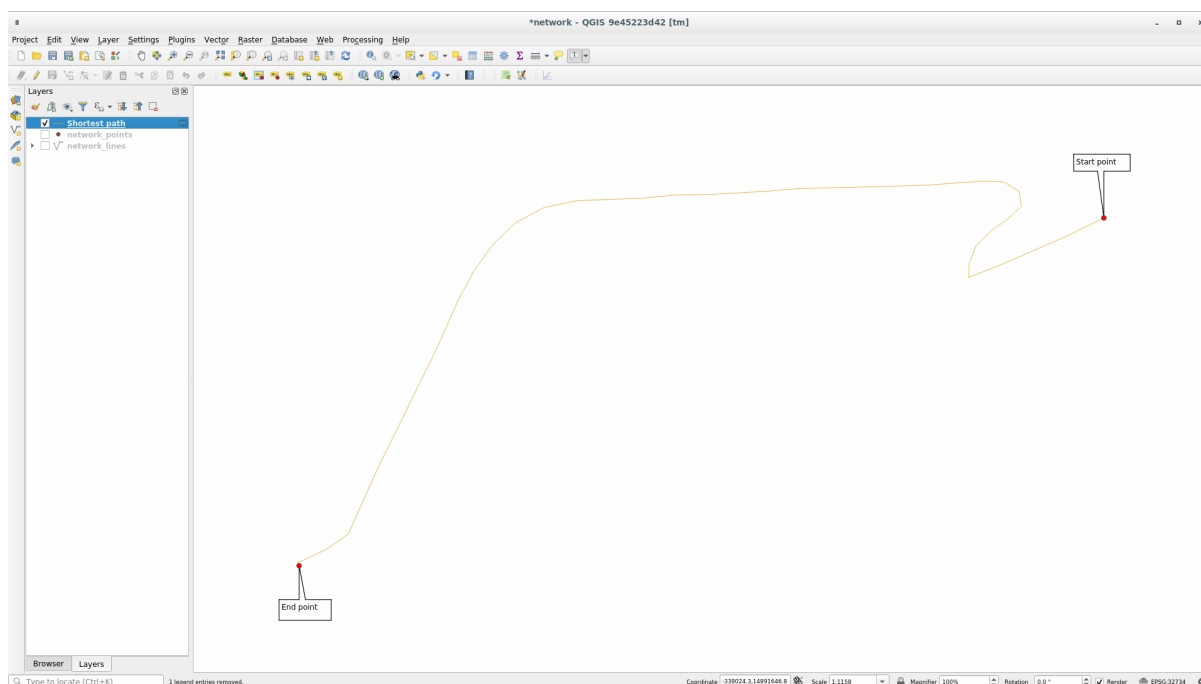 *network - QGIS 9e45223d42 [tm]
Project Edit View Layer Settings Plugins Vector Raster Database Web Processing Help
Layers
Shortest path
network_points
network_lines
Start point
End point
Browser Layers
Type to locate (Ctrl+K) 1 legend entries removed. Coordinate -338024.3,14891646.8 Scale 1:1158 Magnifier 100% Rotation 0.0 ° Render EPSG:32734